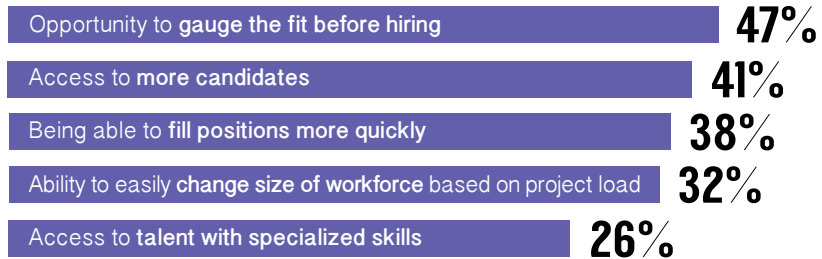 Opportunity to gauge the fit before hiring 47%
Access to more candidates 41%
Being able to fill positions more quickly 38%
Ability to easily change size of workforce based on project load 32%
Access to talent with specialized skills 26%